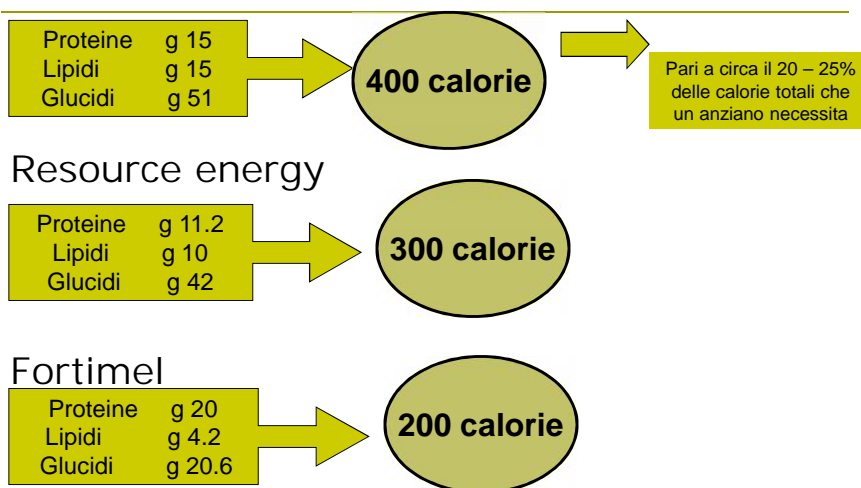 Proteine g 15
Lipidi g 15
Glucidi g 51
400 calorie
Pari a circa il 20 – 25%
delle calorie totali che
un anziano necessita
Resource energy
Proteine g 11.2
Lipidi g 10
Glucidi g 42
300 calorie
Fortimel
Proteine g 20
Lipidi g 4.2
Glucidi g 20.6
200 calorie